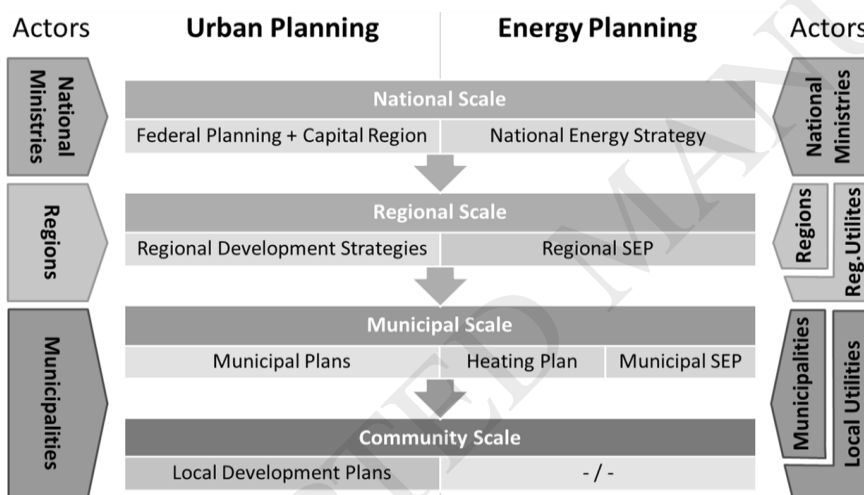 Actors
Urban Planning
Energy Planning
Actors
National
Ministries
National Scale
Federal Planning + Capital Region
National Energy Strategy
National
Ministries
Regions
Regional Scale
Regional Development Strategies
Regional SEP
Regions
Reg.Utilites
Municipalities
Municipal Scale
Municipal Plans
Heating Plan
Municipal SEP
Municipalities
Local Utilities
Community Scale
Local Development Plans
- / -